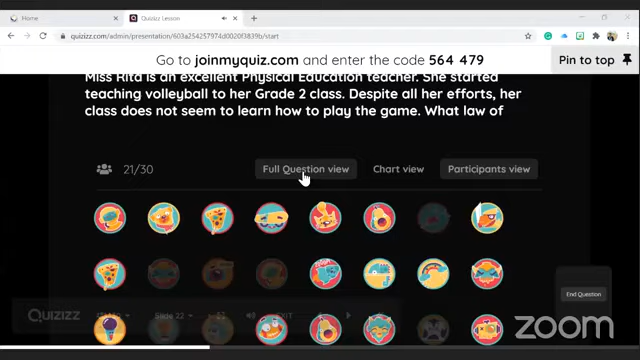 Home
Quizizz Lesson
quizizz.com/admin/presentation/603a254257974d0020f3839b/start
Go to joinmyquiz.com and enter the code 564 479
Pin to top
Miss Rita is an excellent Physical Education teacher. She started
teaching volleyball to her Grade 2 class. Despite all her efforts, her
class does not seem to learn how to play the game. What law of
21/30
Full Question view
Chart view
Participants view
End Question
Quizizz
Slide 22
EXIT
zoom